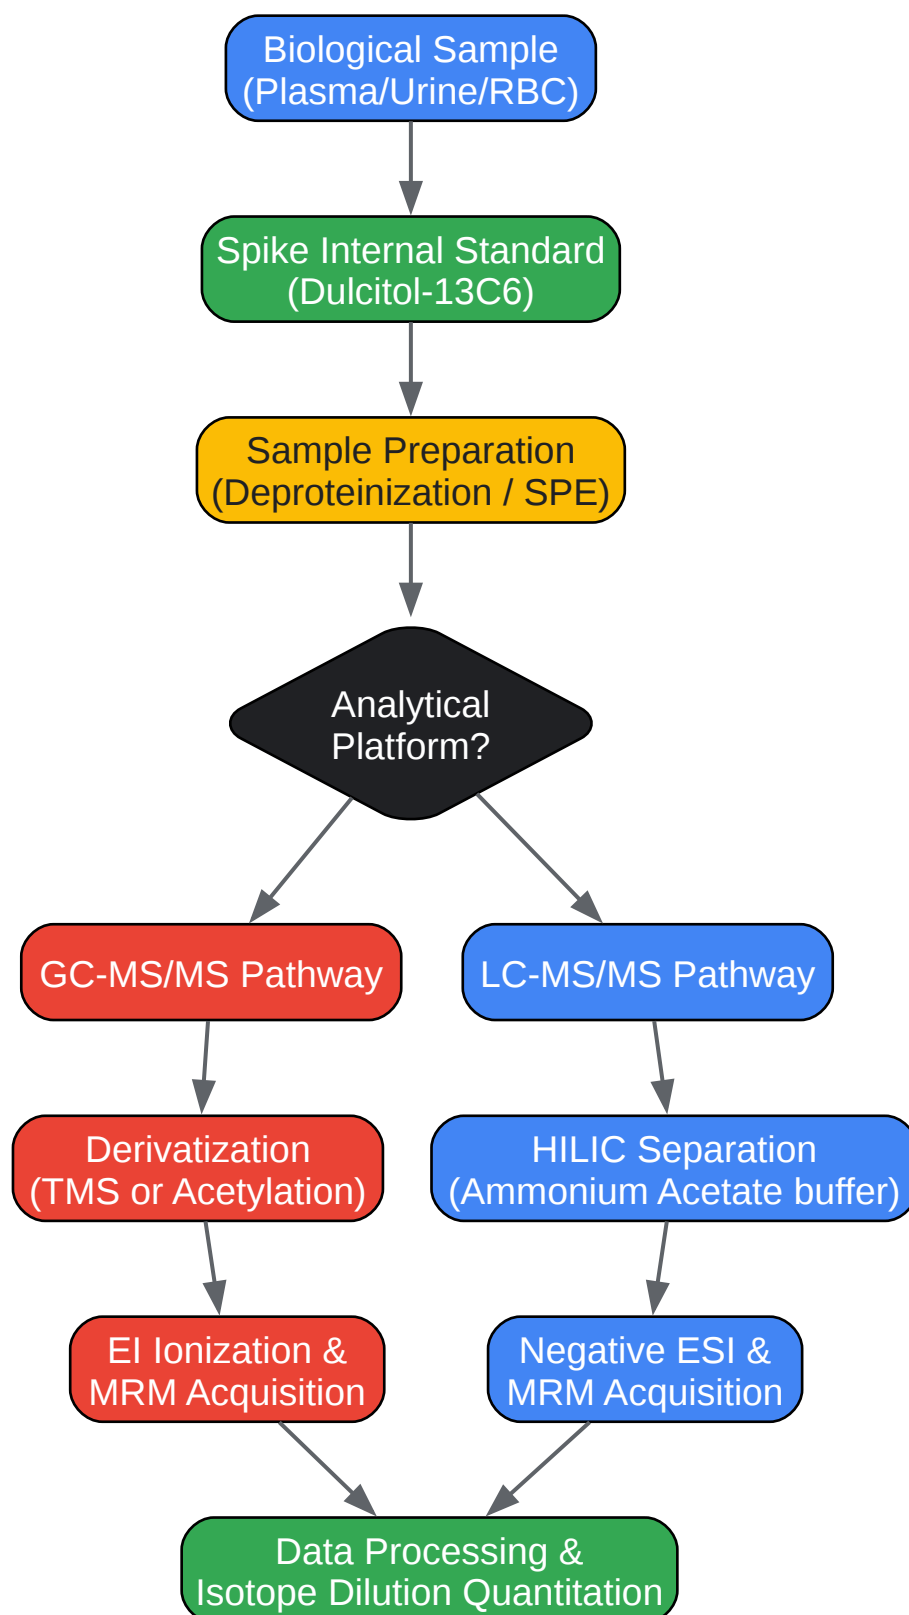 Biological Sample
(Plasma/Urine/RBC)
Spike Internal Standard
(Dulcitol-13C6)
Sample Preparation
(Deproteinization / SPE)
Analytical
Platform?
GC-MS/MS Pathway
LC-MS/MS Pathway
Derivatization
(TMS or Acetylation)
HILIC Separation
(Ammonium Acetate buffer)
EI Ionization &
MRM Acquisition
Negative ESI &
MRM Acquisition
Data Processing &
Isotope Dilution Quantitation